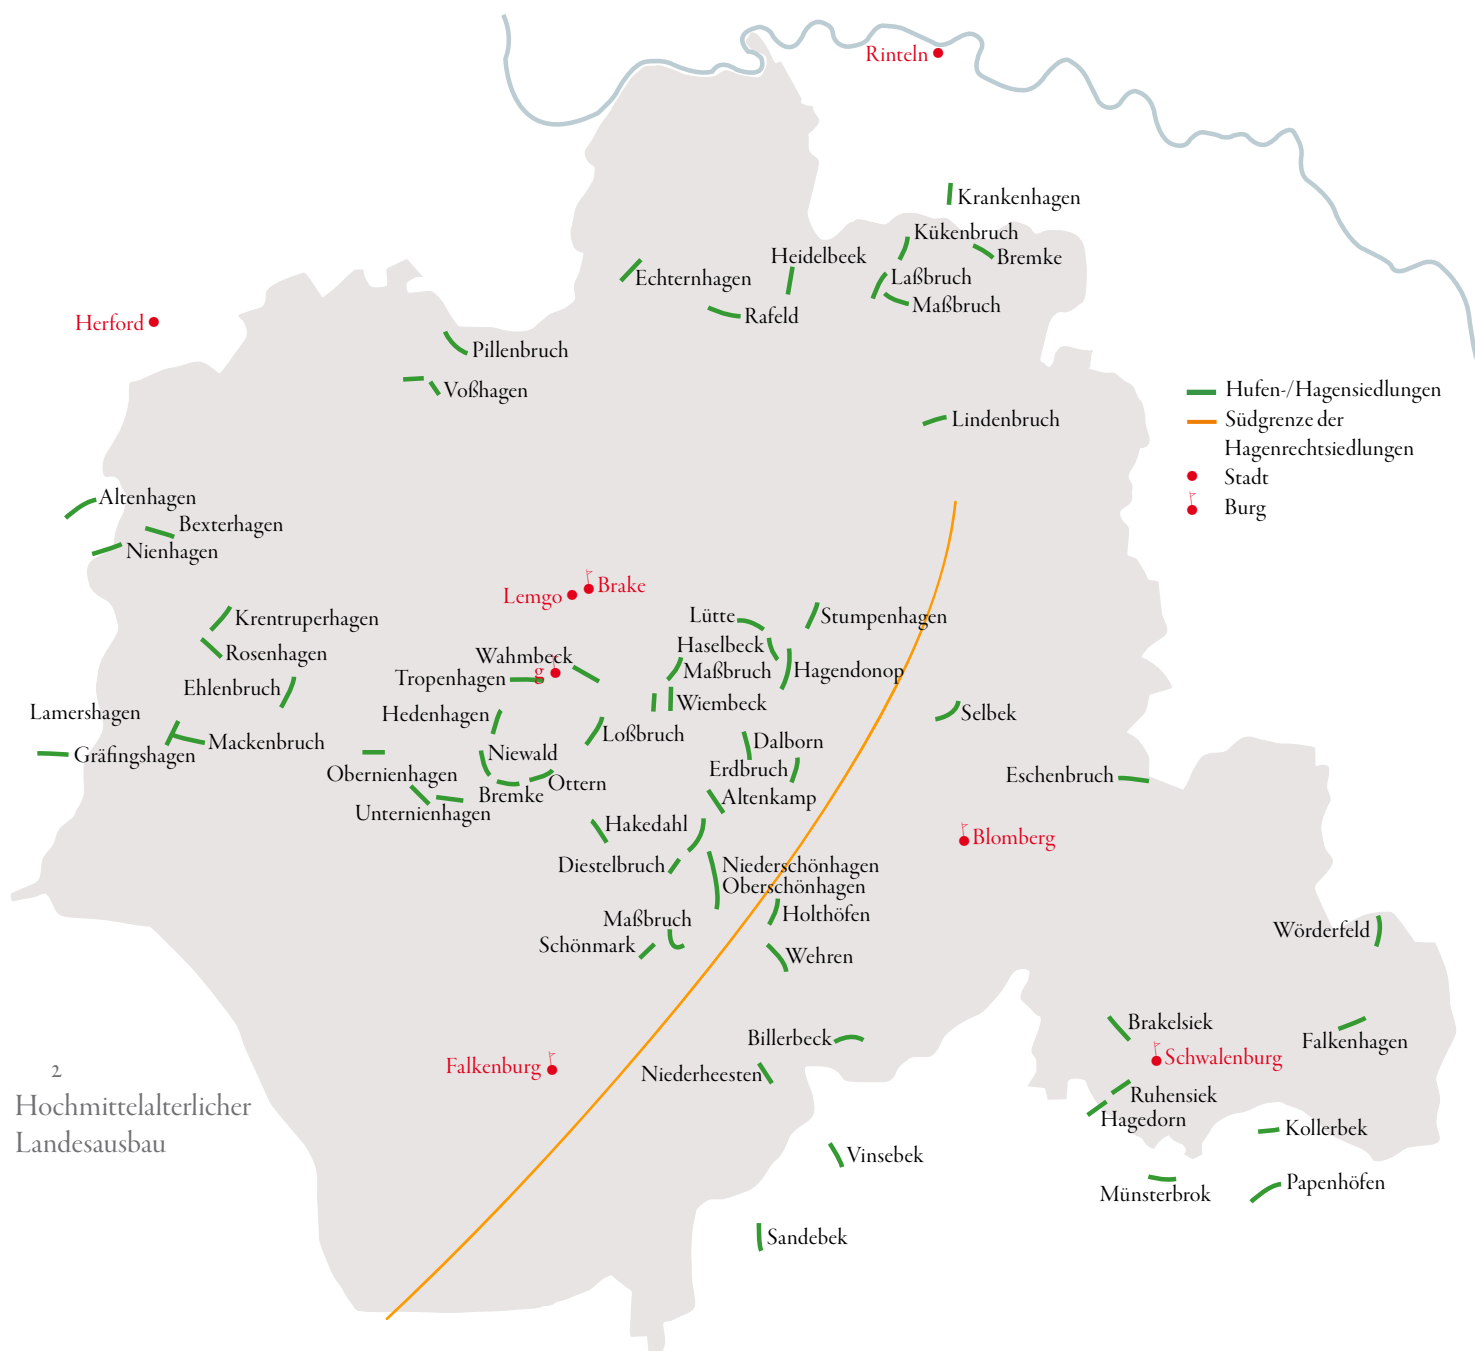 Rinteln
Krankenhagen
Kükenbruch
Bremke
Heidelbeek
Echternhagen
Laßbruch
Maßbruch
Rafeld
Herford
Pillenbruch
Voßhagen
Hufen-/Hagensiedlungen
Südgrenze der
Hagenrechtsiedlungen
Stadt
Burg
Lindenbruch
Altenhagen
Bexterhagen
Nienhagen
Brake
Lemgo
Krentruperhagen
Rosenhagen
Ehlenbruch
Lamershagen
Gräfingshagen
Mackenbruch
Lütte
Stumpenhagen
Haselbeck
Wahmbeck
g
Maßbruch
Hagendonop
Tropenhagen
Wiembeck
Hedenhagen
Selbek
Loßbruch
Dalborn
Niewald
Erdbruch
Obernienhagen
Ottern
Bremke
Altenkamp
Unternienhagen
Eschenbruch
Hakedahl
Blomberg
Diestelbruch
Niederschönhagen
Oberschönhagen
Maßbruch
Holthöfen
Schönmark
Wehren
Wörderfeld
Billerbeck
Brakelsiek
Falkenhagen
Schwalenburg
Falkenburg
Niederheesten
Ruhensiek
Hagedorn
Kollerbek
Vinsebek
Münsterbrok
Papenhöfen
Sandebek
2
Hochmittelalterlicher
Landesausbau